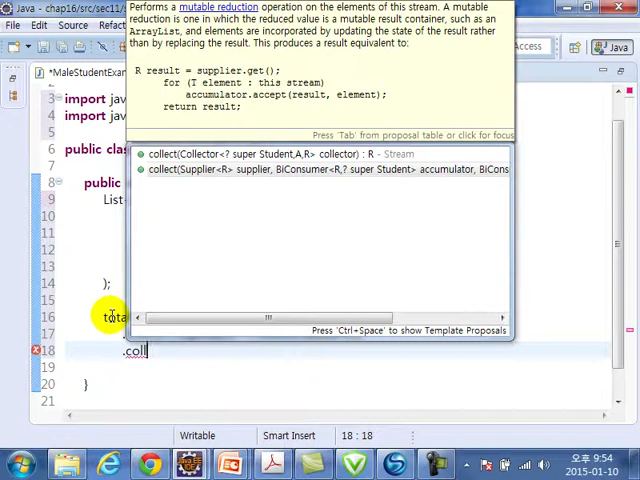 Java - chap16/src/sec11/
File
Edit
*MaleStudentExa
Performs a mutable reduction operation on the elements of this stream. A mutable
reduction is one in which the reduced value is a mutable result container, such as an
ArrayList, and elements are incorporated by updating the state of the result rather
than by replacing the result. This produces a result equivalent to:
R result = supplier.get();
for (T element : this stream)
accumulator.accept(result, element);
return result;
Press 'Tab' from proposal table or click for focus
Access
Java
collect(Collector<? super Student,A,R> collector) : R - Stream
collect(Supplier<R> supplier, BiConsumer<R,? super Student> accumulator, BiCons
Press 'Ctrl+Space' to show Template Proposals
3 import jav
4 import jav
5
6 public class
7
8 public
9 List
10
11
12
13
14 );
15
16 tota
18 .coll
19
20 }
21
Writable
Smart Insert
18 : 18
오후 9:54
2015-01-10